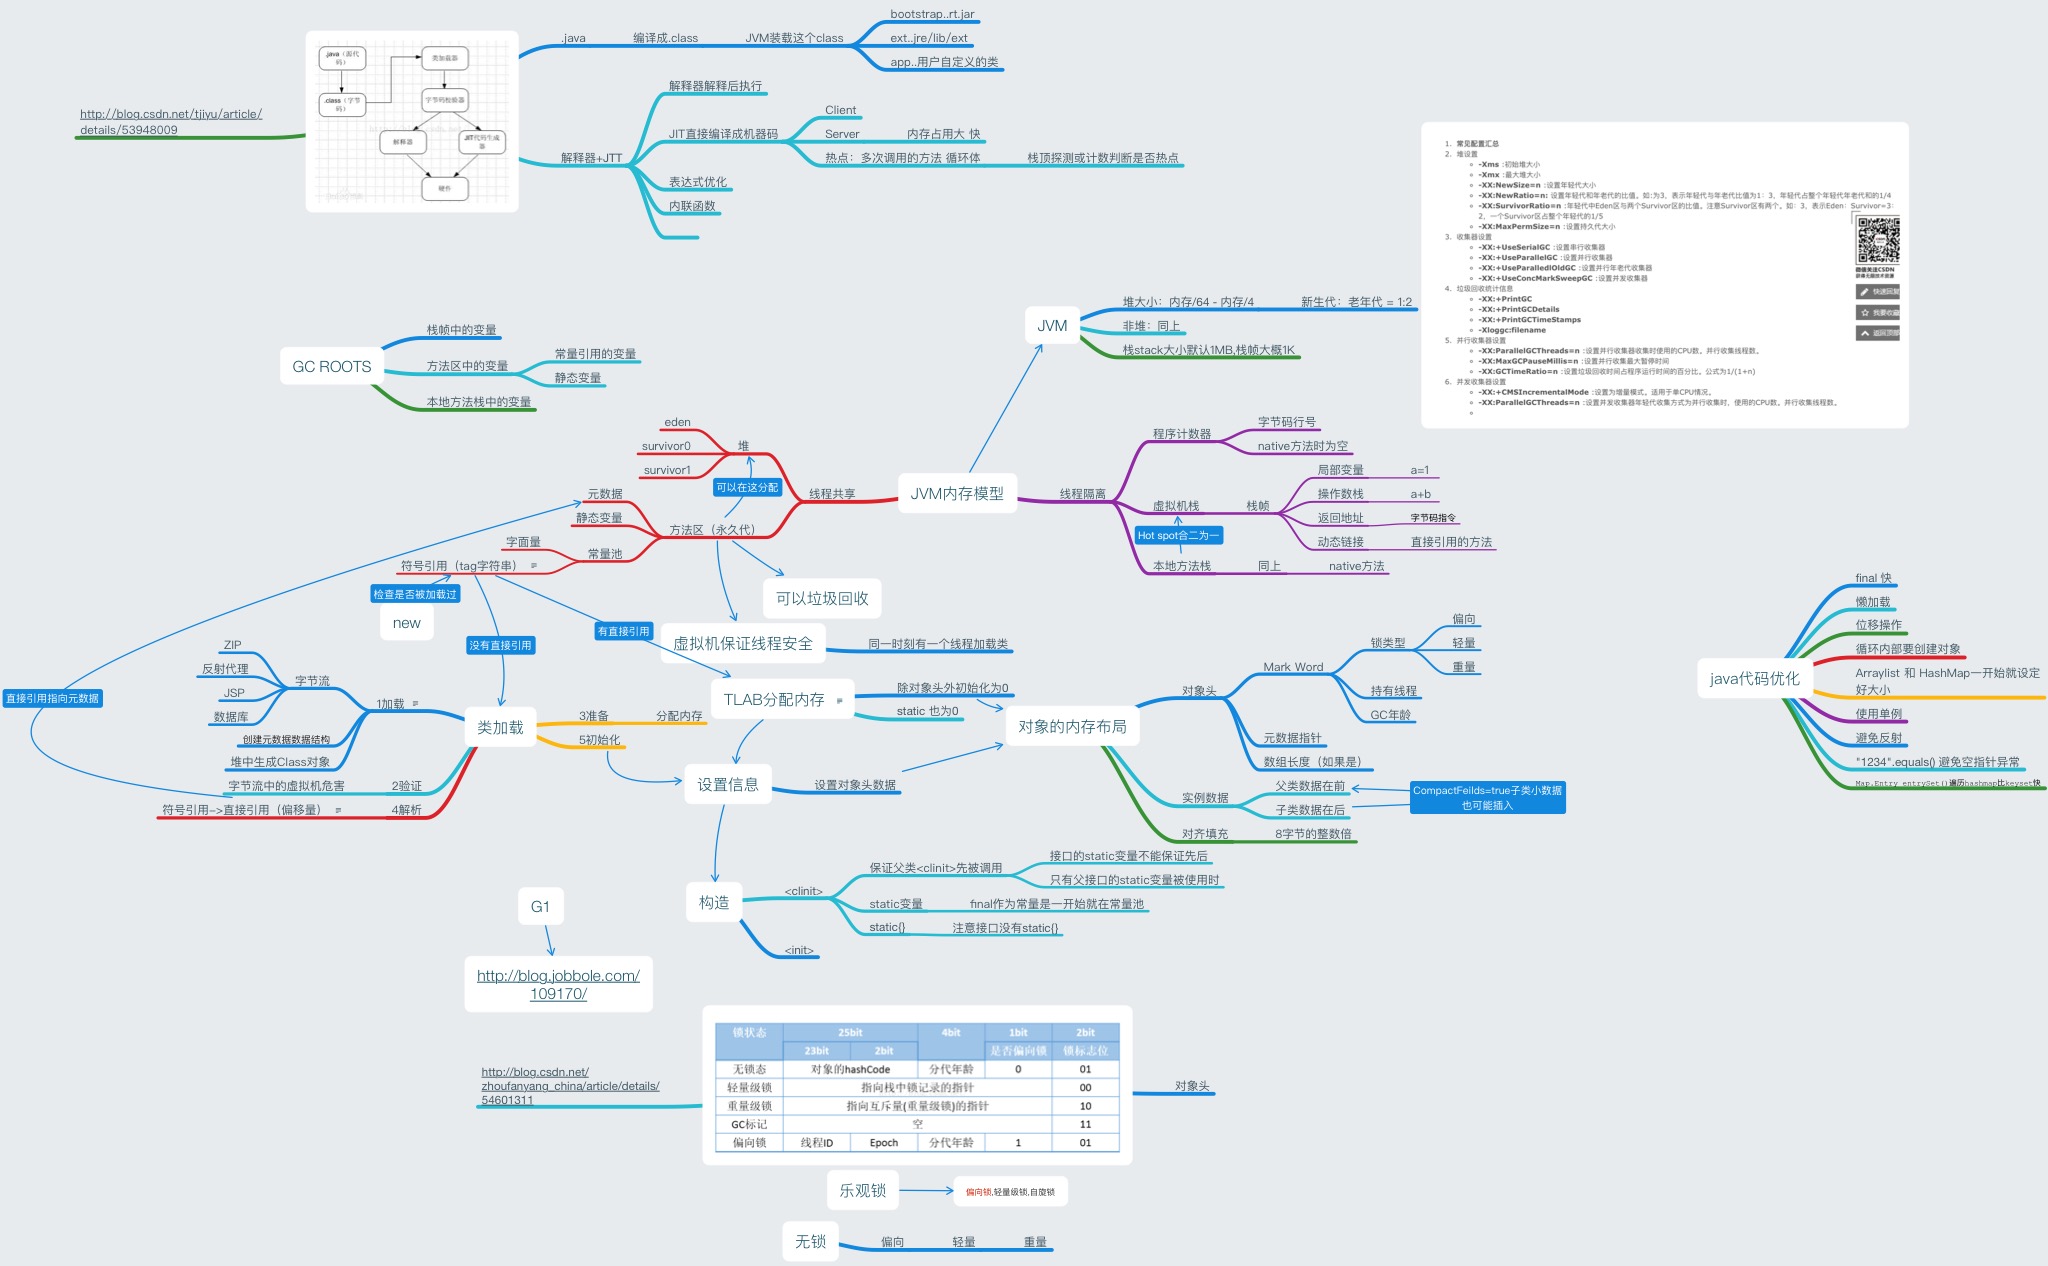 bootstrap..rt.jar
.java
编译成.class
JVM装载这个class
ext..jre/lib/ext
app..用户自定义的类
.java（源代
码）
.class（字节
码）
类加载器
字节码检验器
解释器
JIT代码生成
器
硬件
http://blog.csdn.net/tjiyu/article/
details/53948009
解释器+JTT
解释器解释后执行
JIT直接编译成机器码
Client
Server
内存占用大 快
热点：多次调用的方法 循环体
栈顶探测或计数判断是否热点
表达式优化
内联函数
1. 常见配置汇总
2. 堆设置
-Xms :初始堆大小
-Xmx :最大堆大小
-XX:NewSize=n :设置年轻代大小
-XX:NewRatio=n: 设置年轻代和年老代的比值。如:为3，表示年轻代与年老代比值为1：3，年轻代占整个年轻代年老代和的1/4
-XX:SurvivorRatio=n :年轻代中Eden区与两个Survivor区的比值。注意Survivor区有两个。如：3，表示Eden：Survivor=3：
2，一个Survivor区占整个年轻代的1/5
-XX:MaxPermSize=n :设置持久代大小
3. 收集器设置
-XX:+UseSerialGC :设置串行收集器
-XX:+UseParallelGC :设置并行收集器
-XX:+UseParalledlOldGC :设置并行年老代收集器
-XX:+UseConcMarkSweepGC :设置并发收集器
4. 垃圾回收统计信息
-XX:+PrintGC
-XX:+PrintGCDetails
-XX:+PrintGCTimeStamps
-Xloggc:filename
5. 并行收集器设置
-XX:ParallelGCThreads=n :设置并行收集器收集时使用的CPU数。并行收集线程数。
-XX:MaxGCPauseMillis=n :设置并行收集最大暂停时间
-XX:GCTimeRatio=n :设置垃圾回收时间占程序运行时间的百分比。公式为1/(1+n)
6. 并发收集器设置
-XX:+CMSIncrementalMode :设置为增量模式。适用于单CPU情况。
-XX:ParallelGCThreads=n :设置并发收集器年轻代收集方式为并行收集时，使用的CPU数。并行收集线程数。
微信关注CSDN
快速回复
我要收藏
返回顶部
JVM
堆大小：内存/64 - 内存/4
新生代：老年代 = 1:2
非堆：同上
栈stack大小默认1MB,栈帧大概1K
GC ROOTS
栈帧中的变量
方法区中的变量
常量引用的变量
静态变量
本地方法栈中的变量
JVM内存模型
线程共享
堆
eden
survivor0
survivor1
可以在这分配
方法区（永久代）
元数据
静态变量
常量池
字面量
符号引用（tag字符串）
线程隔离
程序计数器
字节码行号
native方法时为空
虚拟机栈
栈帧
局部变量
a=1
操作数栈
a+b
返回地址
字节码指令
动态链接
直接引用的方法
Hot spot合二为一
本地方法栈
同上
native方法
检查是否被加载过
new
没有直接引用
有直接引用
直接引用指向元数据
可以垃圾回收
虚拟机保证线程安全
同一时刻有一个线程加载类
TLAB分配内存
除对象头外初始化为0
static 也为0
类加载
1加载
字节流
ZIP
反射代理
JSP
数据库
创建元数据数据结构
堆中生成Class对象
2验证
字节流中的虚拟机危害
4解析
符号引用->直接引用（偏移量）
3准备
分配内存
5初始化
设置信息
设置对象头数据
对象的内存布局
对象头
Mark Word
锁类型
偏向
轻量
重量
持有线程
GC年龄
元数据指针
数组长度（如果是）
实例数据
父类数据在前
子类数据在后
CompactFeilds=true子类小数据
也可能插入
对齐填充
8字节的整数倍
java代码优化
final 快
懒加载
位移操作
循环内部要创建对象
Arraylist 和 HashMap一开始就设定
好大小
使用单例
避免反射
"1234".equals() 避免空指针异常
Map.Entry entrySet()遍历hashmap比keyset快
构造
<clinit>
保证父类<clinit>先被调用
接口的static变量不能保证先后
只有父接口的static变量被使用时
static变量
final作为常量是一开始就在常量池
static{}
注意接口没有static{}
<init>
G1
http://blog.jobbole.com/
109170/
http://blog.csdn.net/
zhoufanyang_china/article/details/
54601311
锁状态 25bit 4bit 1bit 2bit
23bit 2bit 是否偏向锁 锁标志位
无锁态 对象的hashCode 分代年龄 0 01
轻量级锁 指向栈中锁记录的指针 00
重量级锁 指向互斥量(重量级锁)的指针 10
GC标记 空 11
偏向锁 线程ID Epoch 分代年龄 1 01
对象头
乐观锁
偏向锁,轻量级锁,自旋锁
无锁
偏向
轻量
重量